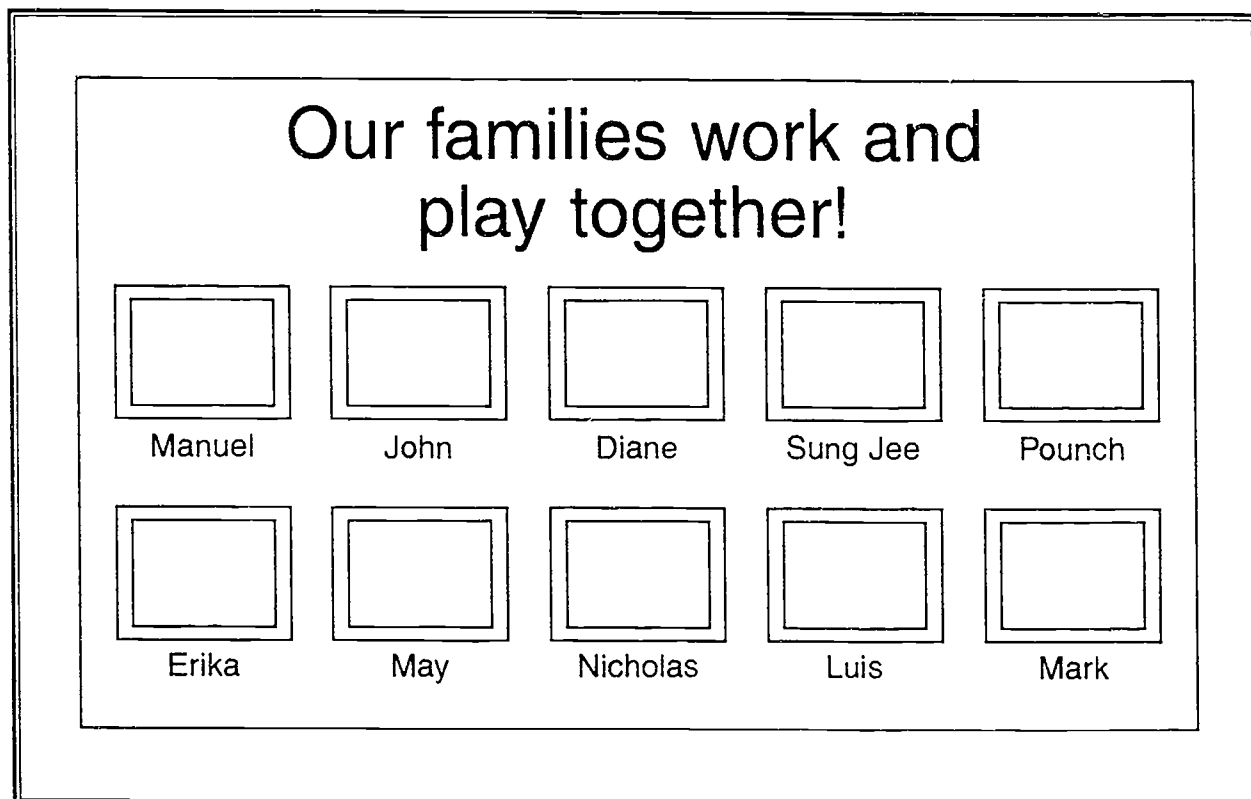 Our families work and
play together!
Manuel John Diane Sung Jee Pounch
Erika May Nicholas Luis Mark